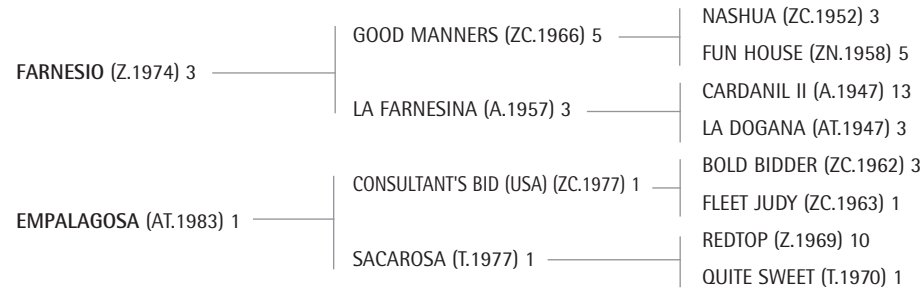 NASHUA (ZC.1952) 3
GOOD MANNERS (ZC.1966) 5
FUN HOUSE (ZN.1958) 5
FARNESIO (Z.1974) 3
CARDANIL II (A.1947) 13
LA FARNESINA (A.1957) 3
LA DOGANA (AT.1947) 3
BOLD BIDDER (ZC.1962) 3
CONSULTANT'S BID (USA) (ZC.1977) 1
FLEET JUDY (ZC.1963) 1
EMPALAGOSA (AT.1983) 1
REDTOP (Z.1969) 10
SACAROSA (T.1977) 1
QUITE SWEET (T.1970) 1